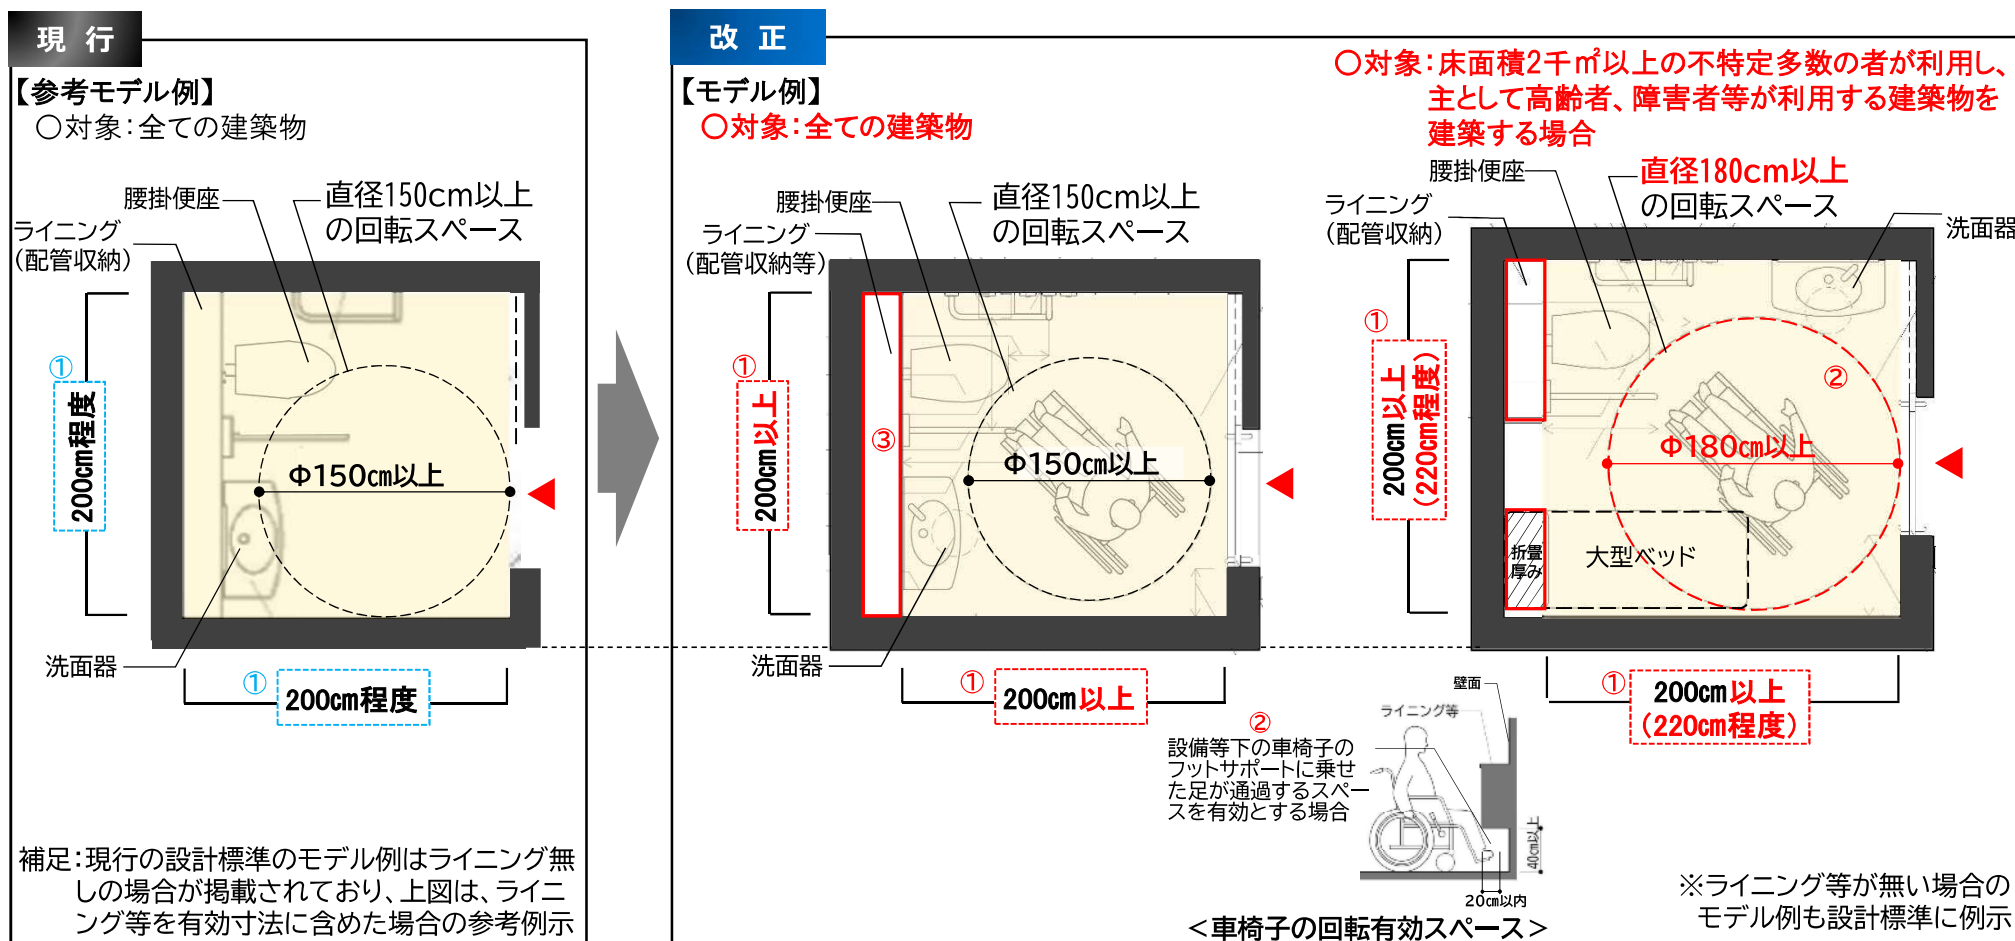 現 行
【参考モデル例】
○対象：全ての建築物
腰掛便座
直径150cm以上
の回転スペース
ライニング
（配管収納）
①
200cm程度
Φ150cm以上
洗面器
①
200cm程度
補足：現行の設計標準のモデル例はライニング無
しの場合が掲載されており、上図は、ライニ
ング等を有効寸法に含めた場合の参考例示
改 正
【モデル例】
○対象：全ての建築物
腰掛便座
直径150cm以上
の回転スペース
ライニング
（配管収納等）
①
200cm以上
③
Φ150cm以上
洗面器
①
200cm以上
○対象：床面積2千㎡以上の不特定多数の者が利用し、
主として高齢者、障害者等が利用する建築物を
建築する場合
腰掛便座
直径180cm以上
の回転スペース
ライニング
（配管収納）
洗面器
①
200cm以上
（220cm程度）
②
Φ180cm以上
折畳
厚み
大型ベッド
①
200cm以上
（220cm程度）
②
設備等下の車椅子の
フットサポートに乗せ
た足が通過するスペー
スを有効とする場合
壁面
ライニング等
40cm以上
20cm以内
＜車椅子の回転有効スペース＞
※ライニング等が無い場合の
モデル例も設計標準に例示